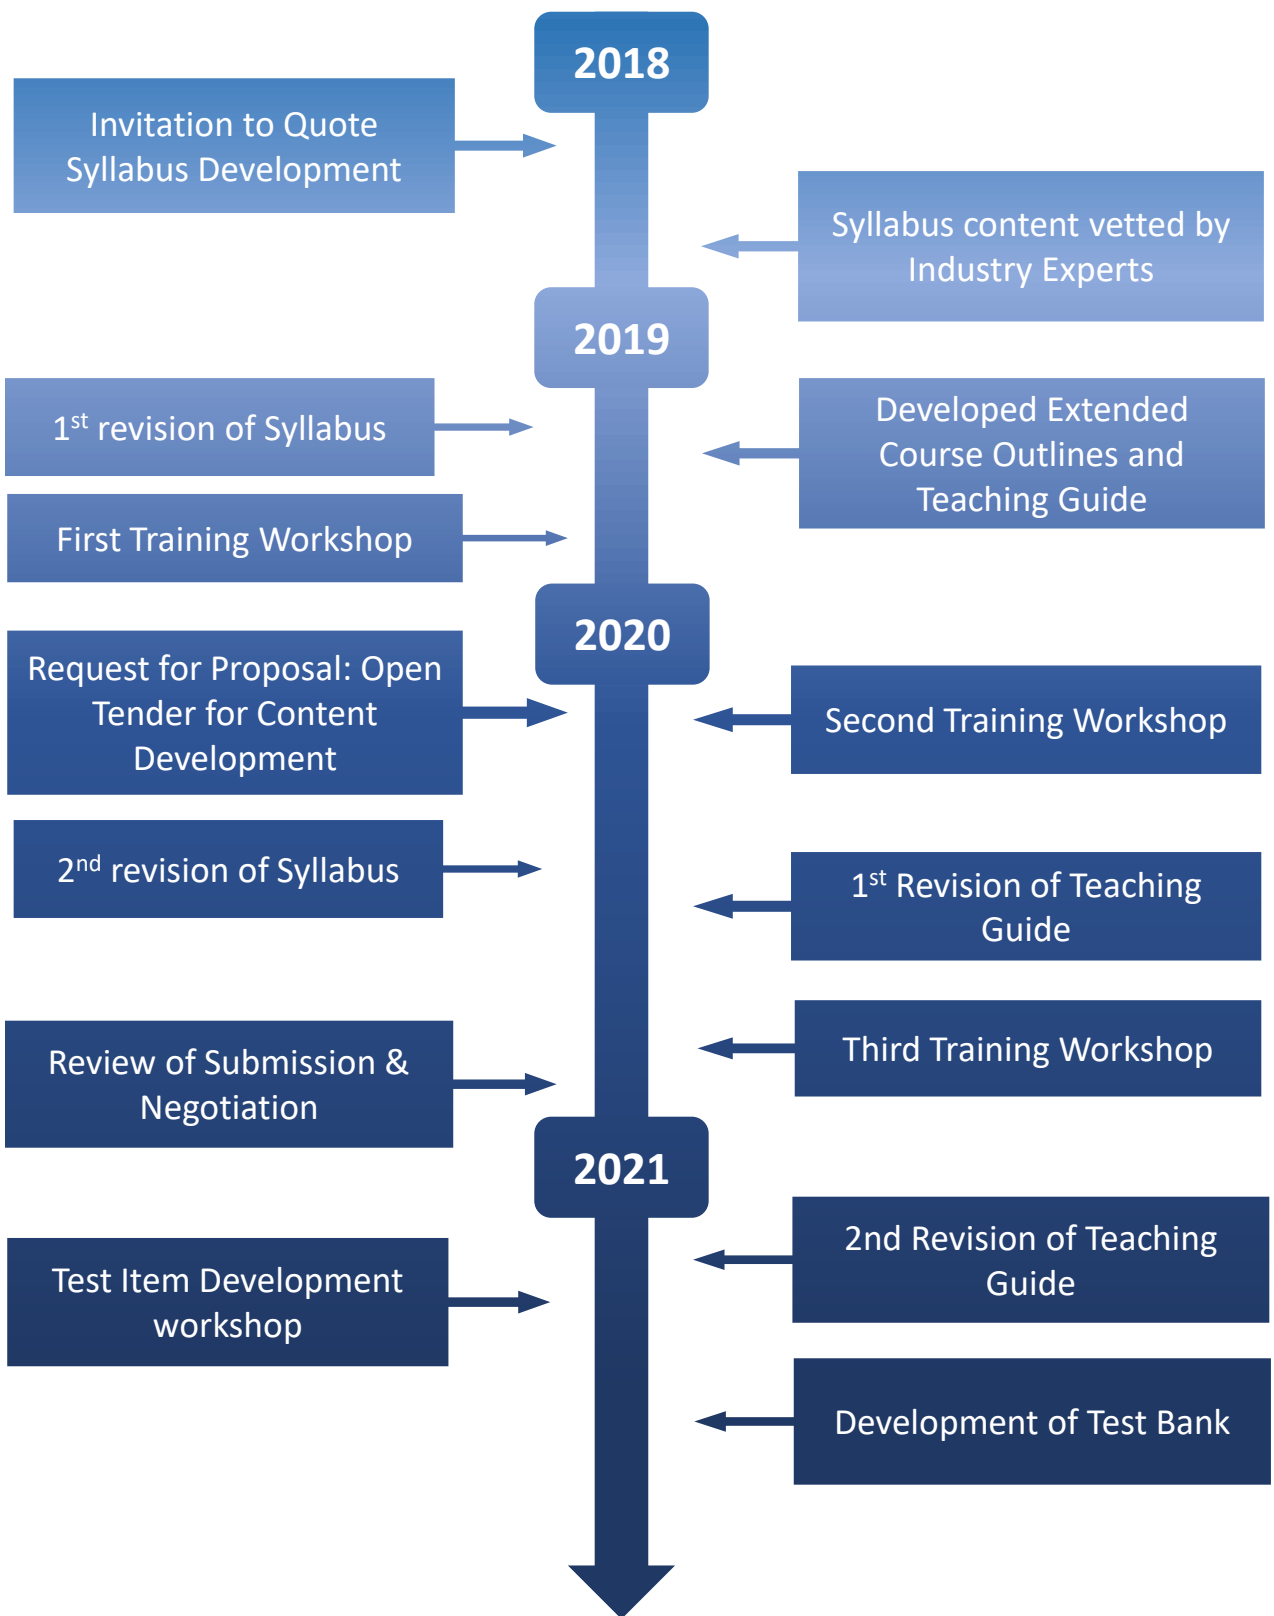 2018
Invitation to Quote
Syllabus Development
Syllabus content vetted by
Industry Experts
2019
1st revision of Syllabus
Developed Extended
Course Outlines and
Teaching Guide
First Training Workshop
2020
Request for Proposal: Open
Tender for Content
Development
Second Training Workshop
2nd revision of Syllabus
1st Revision of Teaching
Guide
Third Training Workshop
Review of Submission &
Negotiation
2021
2nd Revision of Teaching
Guide
Test Item Development
workshop
Development of Test Bank